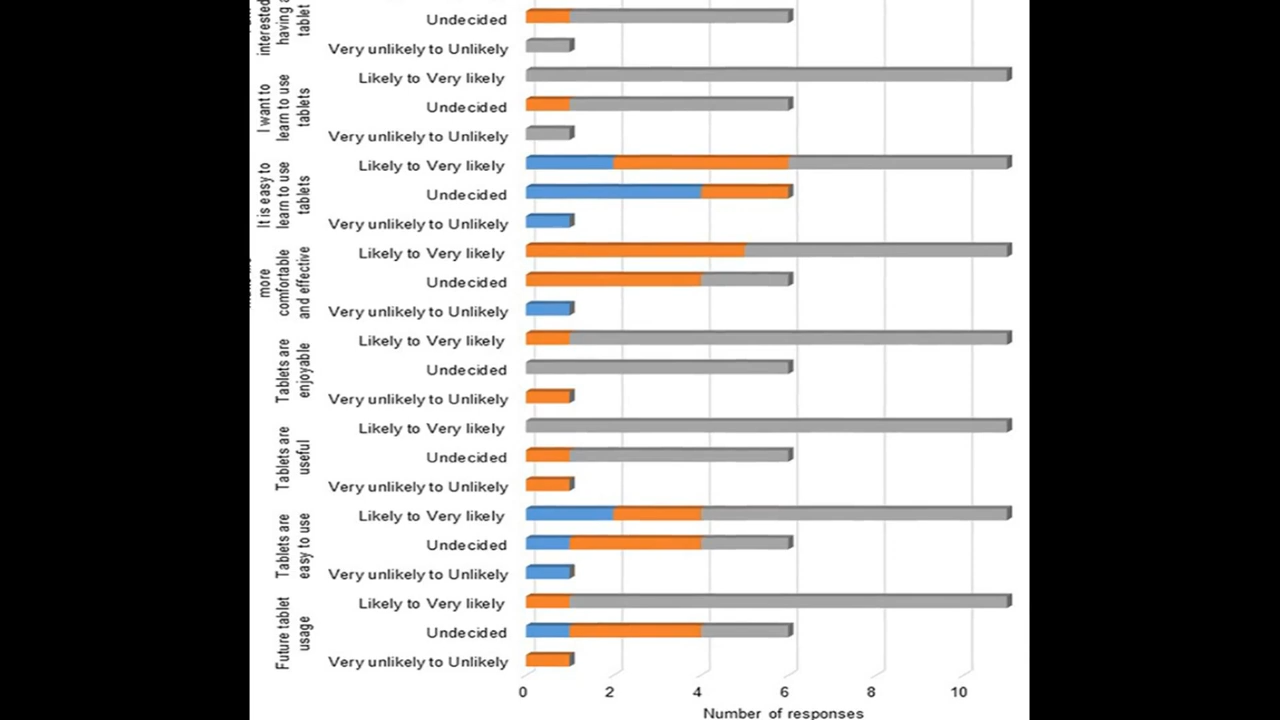 interested
having a
tablet
Undecided
Very unlikely to Unlikely
I want to
learn to use
tablets
Likely to Very likely
Undecided
Very unlikely to Unlikely
It is easy to
learn to use
tablets
Likely to Very likely
Undecided
Very unlikely to Unlikely
more
comfortable
and effective
Likely to Very likely
Undecided
Very unlikely to Unlikely
Tablets are
enjoyable
Likely to Very likely
Undecided
Very unlikely to Unlikely
Tablets are
useful
Likely to Very likely
Undecided
Very unlikely to Unlikely
Tablets are
easy to use
Likely to Very likely
Undecided
Very unlikely to Unlikely
Future tablet
usage
Likely to Very likely
Undecided
Very unlikely to Unlikely
0 2 4 6 8 10
Number of responses